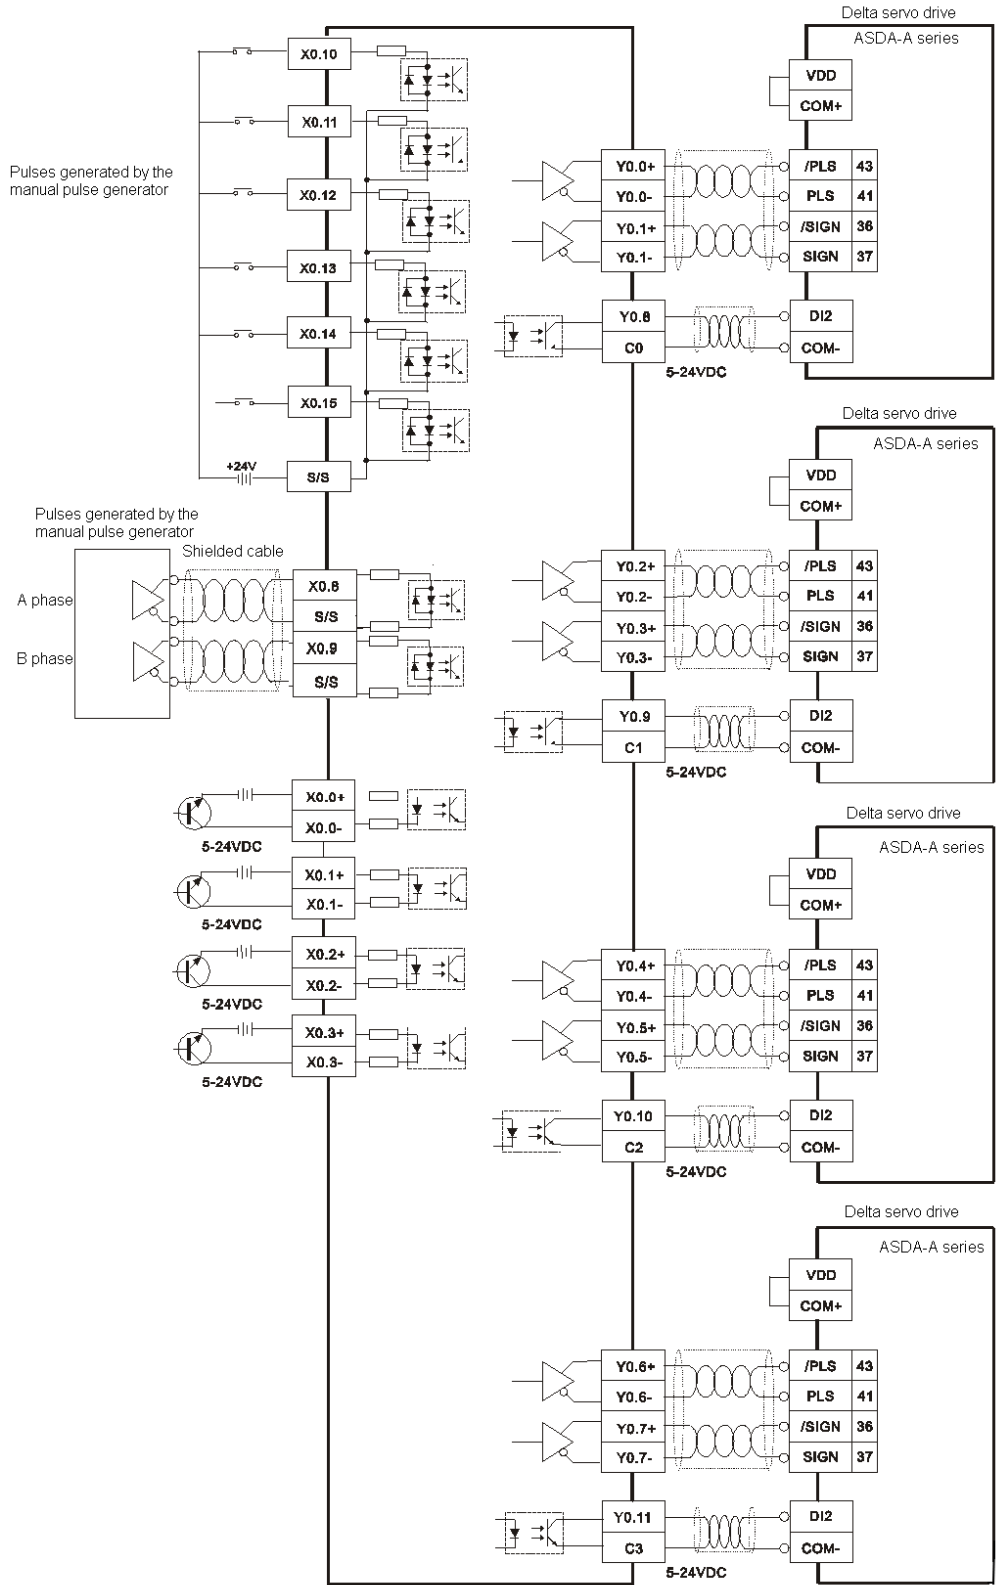 Pulses generated by the
manual pulse generator
X0.10
X0.11
X0.12
X0.13
X0.14
X0.15
+24V
S/S
Pulses generated by the
manual pulse generator
Shielded cable
A phase
B phase
X0.8
S/S
X0.9
S/S
X0.0+
X0.0-
5-24VDC
X0.1+
X0.1-
5-24VDC
X0.2+
X0.2-
5-24VDC
X0.3+
X0.3-
5-24VDC
Delta servo drive
ASDA-A series
VDD
COM+
Y0.0+ /PLS 43
Y0.0- PLS 41
Y0.1+ /SIGN 36
Y0.1- SIGN 37
Y0.8 DI2
C0 COM-
5-24VDC
Delta servo drive
ASDA-A series
VDD
COM+
Y0.2+ /PLS 43
Y0.2- PLS 41
Y0.3+ /SIGN 36
Y0.3- SIGN 37
Y0.9 DI2
C1 COM-
5-24VDC
Delta servo drive
ASDA-A series
VDD
COM+
Y0.4+ /PLS 43
Y0.4- PLS 41
Y0.5+ /SIGN 36
Y0.5- SIGN 37
Y0.10 DI2
C2 COM-
5-24VDC
Delta servo drive
ASDA-A series
VDD
COM+
Y0.6+ /PLS 43
Y0.6- PLS 41
Y0.7+ /SIGN 36
Y0.7- SIGN 37
Y0.11 DI2
C3 COM-
5-24VDC